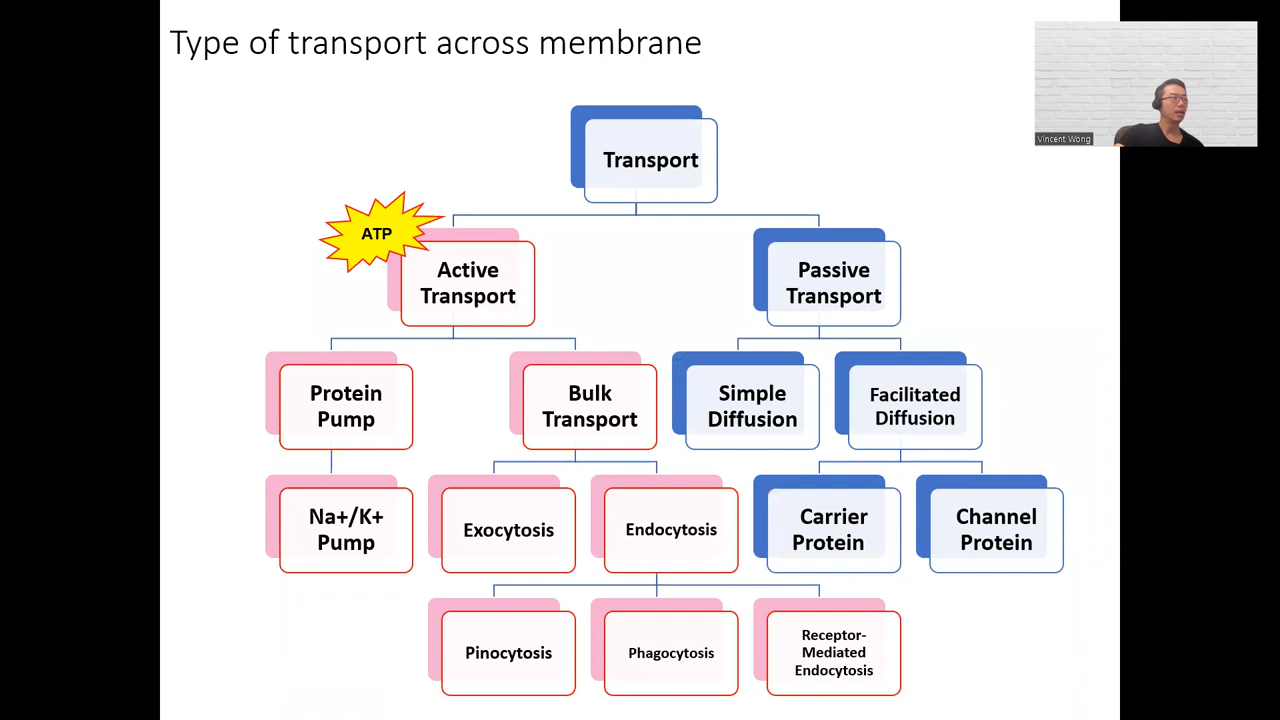 Type of transport across membrane
Vincent Wong
Transport
ATP
Active
Transport
Passive
Transport
Protein
Pump
Bulk
Transport
Simple
Diffusion
Facilitated
Diffusion
Na+/K+
Pump
Exocytosis
Endocytosis
Carrier
Protein
Channel
Protein
Pinocytosis
Phagocytosis
Receptor-
Mediated
Endocytosis